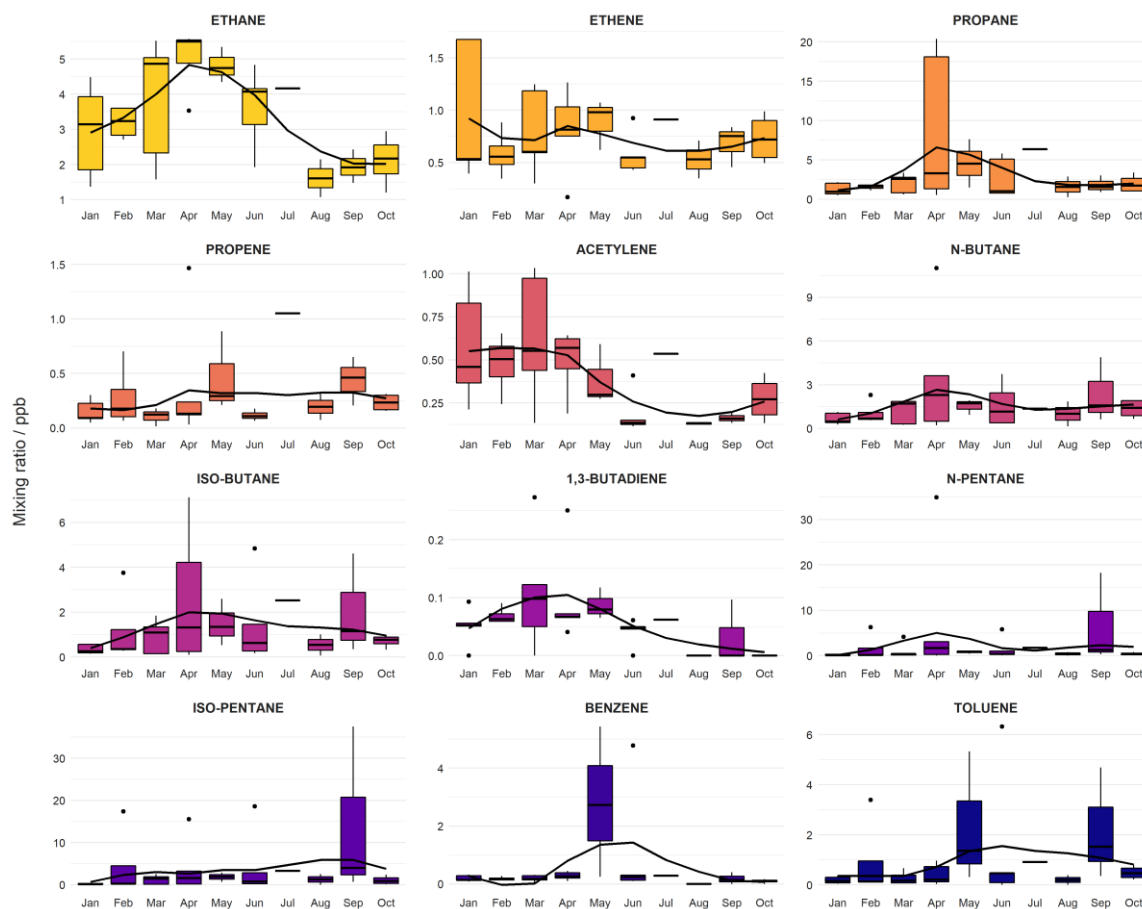 ETHANE
5
4
3
2
1
Jan Feb Mar Apr May Jun Jul Aug Sep Oct
ETHENE
1.5
1.0
0.5
Jan Feb Mar Apr May Jun Jul Aug Sep Oct
PROPANE
20
15
10
5
0
Jan Feb Mar Apr May Jun Jul Aug Sep Oct
PROPENE
1.5
1.0
0.5
0.0
Jan Feb Mar Apr May Jun Jul Aug Sep Oct
ACETYLENE
1.00
0.75
0.50
0.25
Jan Feb Mar Apr May Jun Jul Aug Sep Oct
N-BUTANE
9
6
3
0
Jan Feb Mar Apr May Jun Jul Aug Sep Oct
Mixing ratio / ppb
ISO-BUTANE
6
4
2
0
Jan Feb Mar Apr May Jun Jul Aug Sep Oct
1,3-BUTADIENE
0.2
0.1
0.0
Jan Feb Mar Apr May Jun Jul Aug Sep Oct
N-PENTANE
30
20
10
0
Jan Feb Mar Apr May Jun Jul Aug Sep Oct
ISO-PENTANE
30
20
10
0
Jan Feb Mar Apr May Jun Jul Aug Sep Oct
BENZENE
4
2
0
Jan Feb Mar Apr May Jun Jul Aug Sep Oct
TOLUENE
6
4
2
0
Jan Feb Mar Apr May Jun Jul Aug Sep Oct